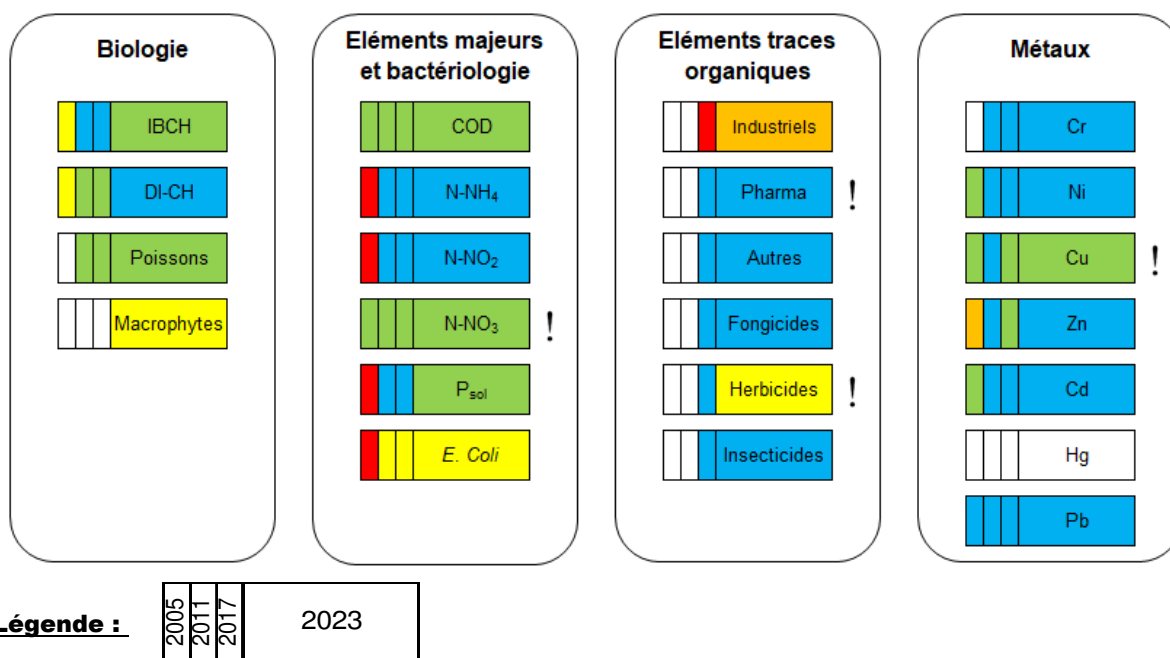 Biologie
IBCH
DI-CH
Poissons
Macrophytes
Eléments majeurs
et bactériologie
COD
N-NH₄
N-NO₂
N-NO₃ !
Psol
E. Coli
Eléments traces
organiques
Industriels
Pharma !
Autres
Fongicides
Herbicides !
Insecticides
Métaux
Cr
Ni
Cu !
Zn
Cd
Hg
Pb
Légende :
2005
2011
2017
2023